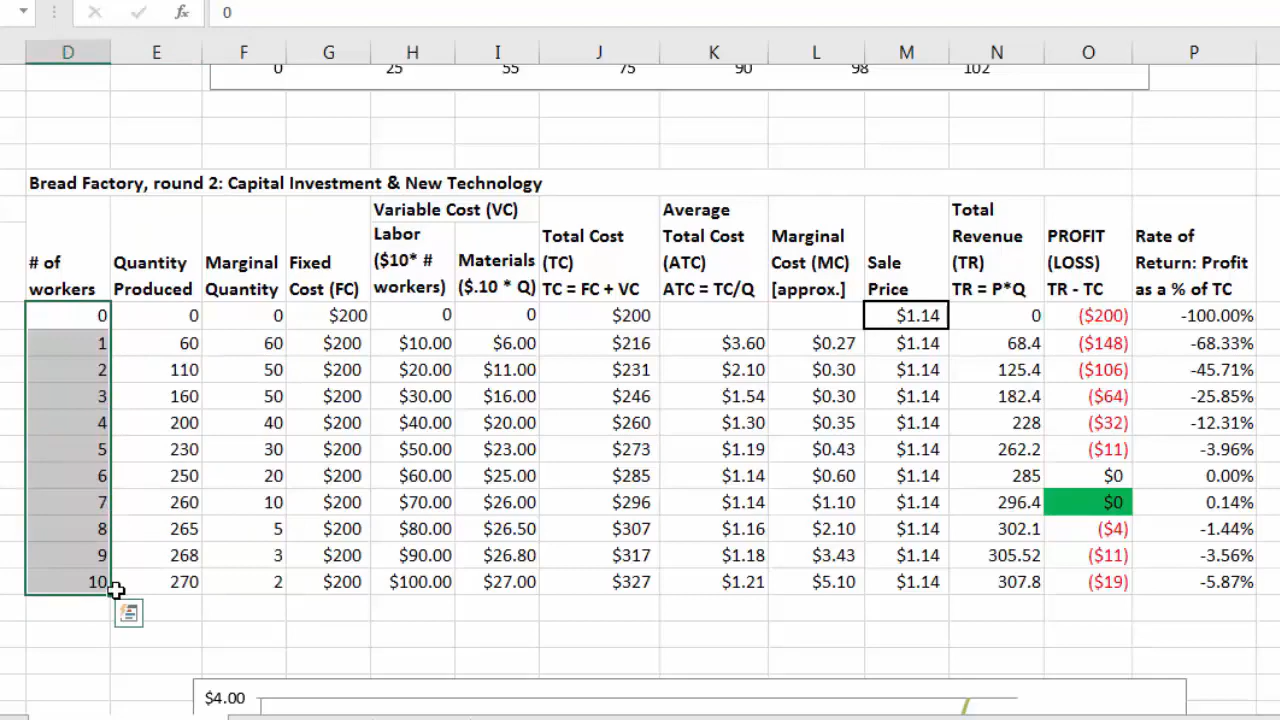 fx 0
D E F G H I J K L M N O P
0 25 55 75 90 98 102
Bread Factory, round 2: Capital Investment & New Technology
# of workers
Quantity Produced
Marginal Quantity
Fixed Cost (FC)
Variable Cost (VC)
Labor ($10* # workers)
Materials ($.10 * Q)
Total Cost (TC) TC = FC + VC
Average Total Cost (ATC) ATC = TC/Q
Marginal Cost (MC) [approx.]
Sale Price
Total Revenue (TR) TR = P*Q
PROFIT (LOSS) TR - TC
Rate of Return: Profit as a % of TC
0 0 0 $200 0 0 $200 $1.14 0 ($200) -100.00%
1 60 60 $200 $10.00 $6.00 $216 $3.60 $0.27 $1.14 68.4 ($148) -68.33%
2 110 50 $200 $20.00 $11.00 $231 $2.10 $0.30 $1.14 125.4 ($106) -45.71%
3 160 50 $200 $30.00 $16.00 $246 $1.54 $0.30 $1.14 182.4 ($64) -25.85%
4 200 40 $200 $40.00 $20.00 $260 $1.30 $0.35 $1.14 228 ($32) -12.31%
5 230 30 $200 $50.00 $23.00 $273 $1.19 $0.43 $1.14 262.2 ($11) -3.96%
6 250 20 $200 $60.00 $25.00 $285 $1.14 $0.60 $1.14 285 $0 0.00%
7 260 10 $200 $70.00 $26.00 $296 $1.14 $1.10 $1.14 296.4 $0 0.14%
8 265 5 $200 $80.00 $26.50 $307 $1.16 $2.10 $1.14 302.1 ($4) -1.44%
9 268 3 $200 $90.00 $26.80 $317 $1.18 $3.43 $1.14 305.52 ($11) -3.56%
10 270 2 $200 $100.00 $27.00 $327 $1.21 $5.10 $1.14 307.8 ($19) -5.87%
$4.00